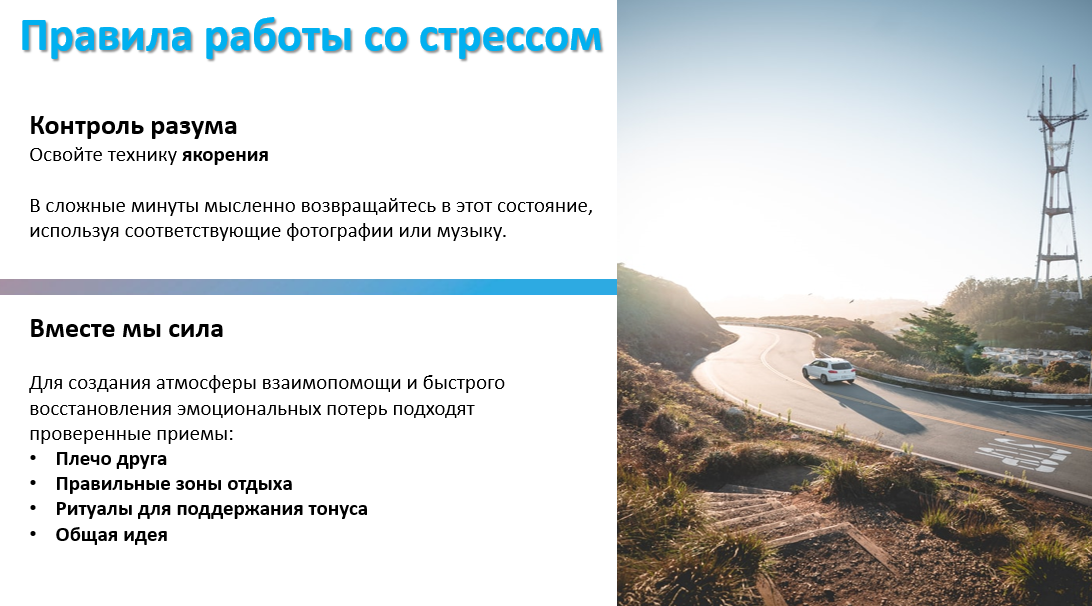 Правила работы со стрессом
Контроль разума
Освойте технику якорения
В сложные минуты мысленно возвращайтесь в этот состояние,
используя соответствующие фотографии или музыку.
Вместе мы сила
Для создания атмосферы взаимопомощи и быстрого
восстановления эмоциональных потерь подходят
проверенные приемы:
• Плечо друга
• Правильные зоны отдыха
• Ритуалы для поддержания тонуса
• Общая идея